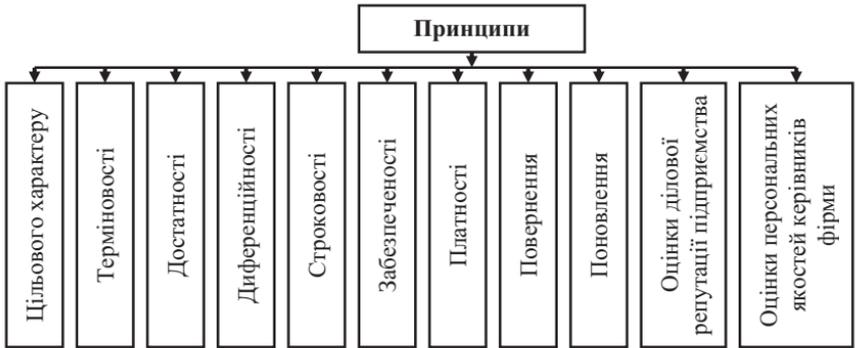 Принципи
Цільового характеру
Терміновості
Достатності
Диференційності
Строковості
Забезпеченості
Платності
Повернення
Поновлення
Оцінки ділової
репутації підприємства
Оцінки персональних
якостей керівників
фірми